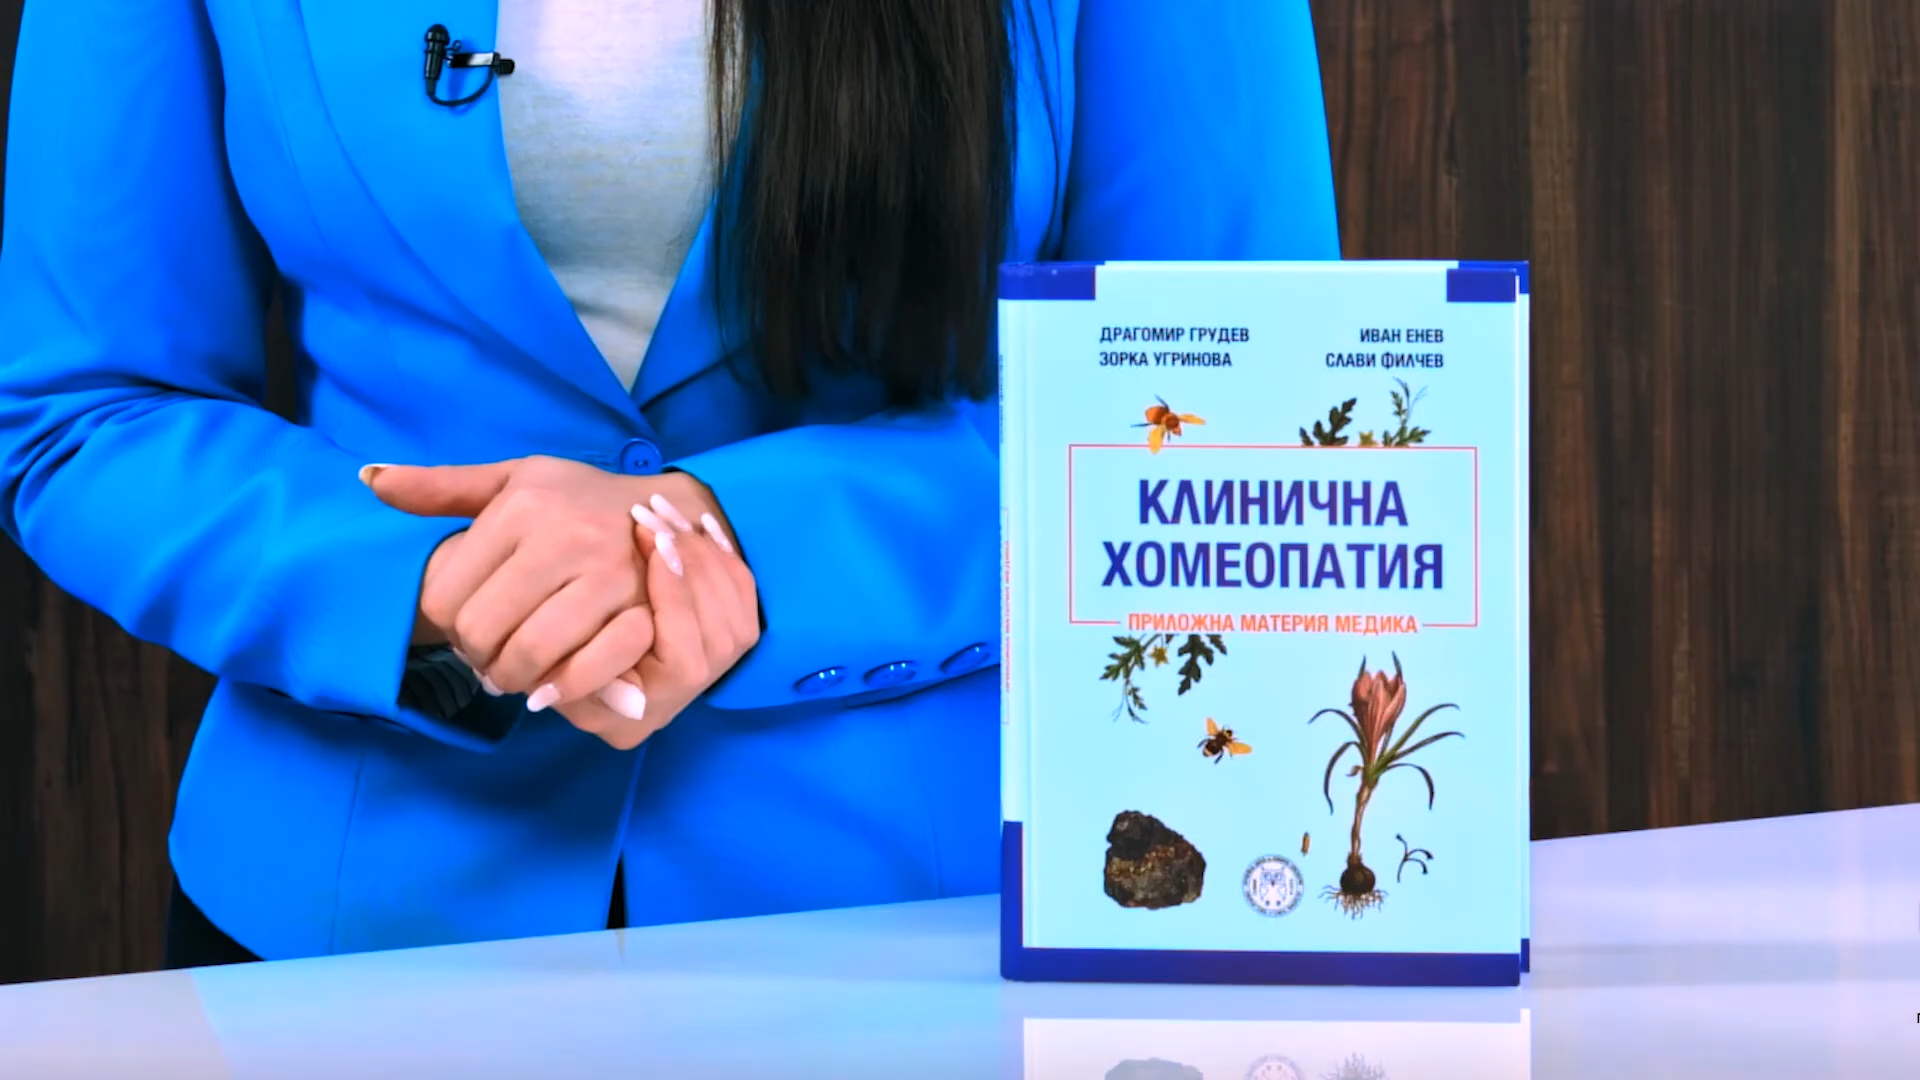 ДРАГОМИР ГРУДЕВ
ЗОРКА УГРИНОВА
ИВАН ЕНЕВ
СЛАВИ ФИЛЧЕВ
КЛИНИЧНА
ХОМЕОПАТИЯ
ПРИЛОЖНА МАТЕРИЯ МЕДИКА